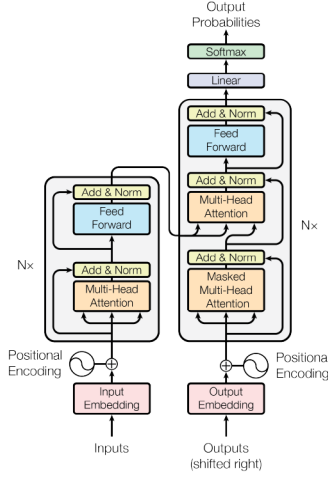 Output
Probabilities
Softmax
Linear
Add & Norm
Feed
Forward
Add & Norm
Multi-Head
Attention
Add & Norm
Masked
Multi-Head
Attention
N×
Add & Norm
Feed
Forward
N×
Add & Norm
Multi-Head
Attention
Positional
Encoding
Positiona
Encoding
Input
Embedding
Output
Embedding
Inputs
Outputs
(shifted right)